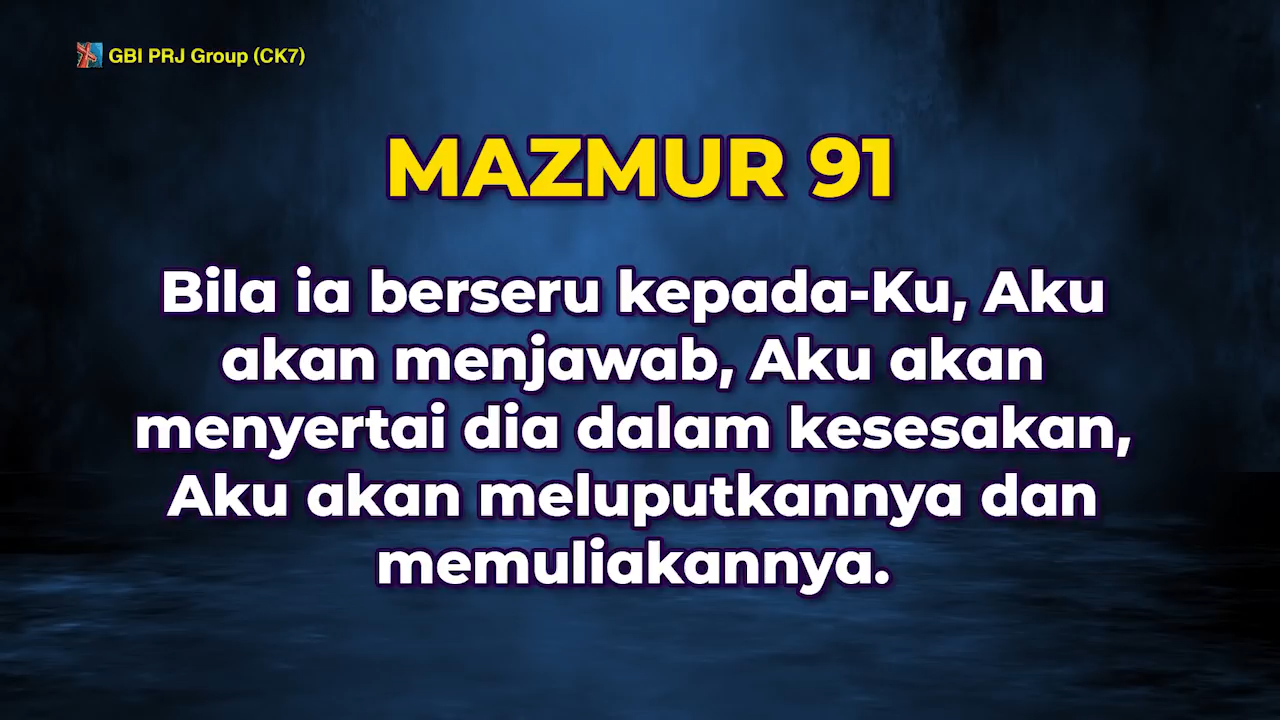 GBI PRJ Group (CK7)
MAZMUR 91
Bila ia berseru kepada-Ku, Aku
akan menjawab, Aku akan
menyertai dia dalam kesesakan,
Aku akan meluputkannya dan
memuliakannya.